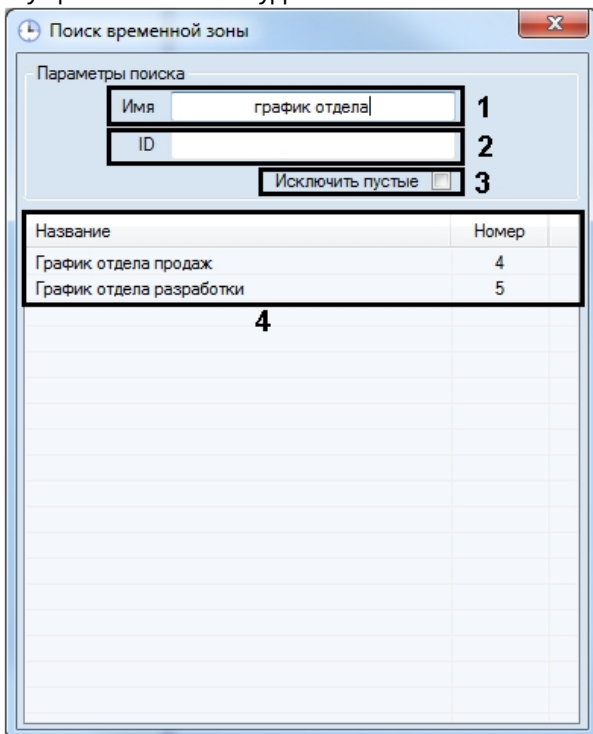 Поиск временной зоны
Параметры поиска
Имя график отдела 1
ID 2
Исключить пустые 3
Название Номер
График отдела продаж 4
График отдела разработки 5
4